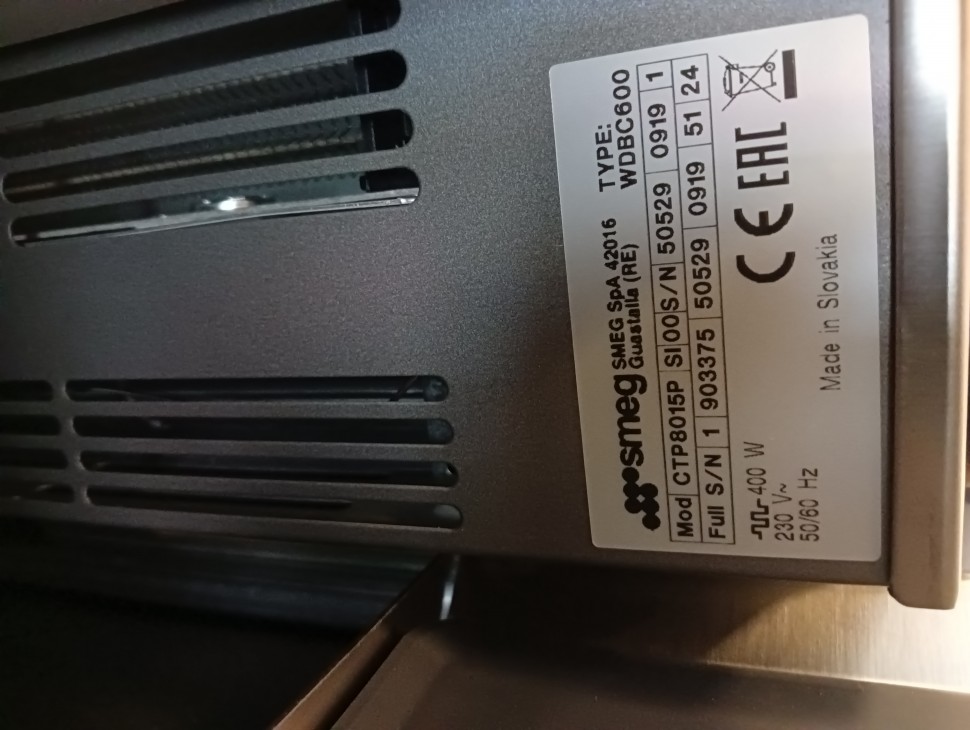 smeg
SMEG SpA 42016
Guastalla (RE)
TYPE:
WDBC600
Mod CTP8015P SI 00 S/N 50529 0919 1
Full S/N 1 903375 50529 0919 51 24
400 W
230 V~
50/60 Hz
CE EAC
Made in Slovakia